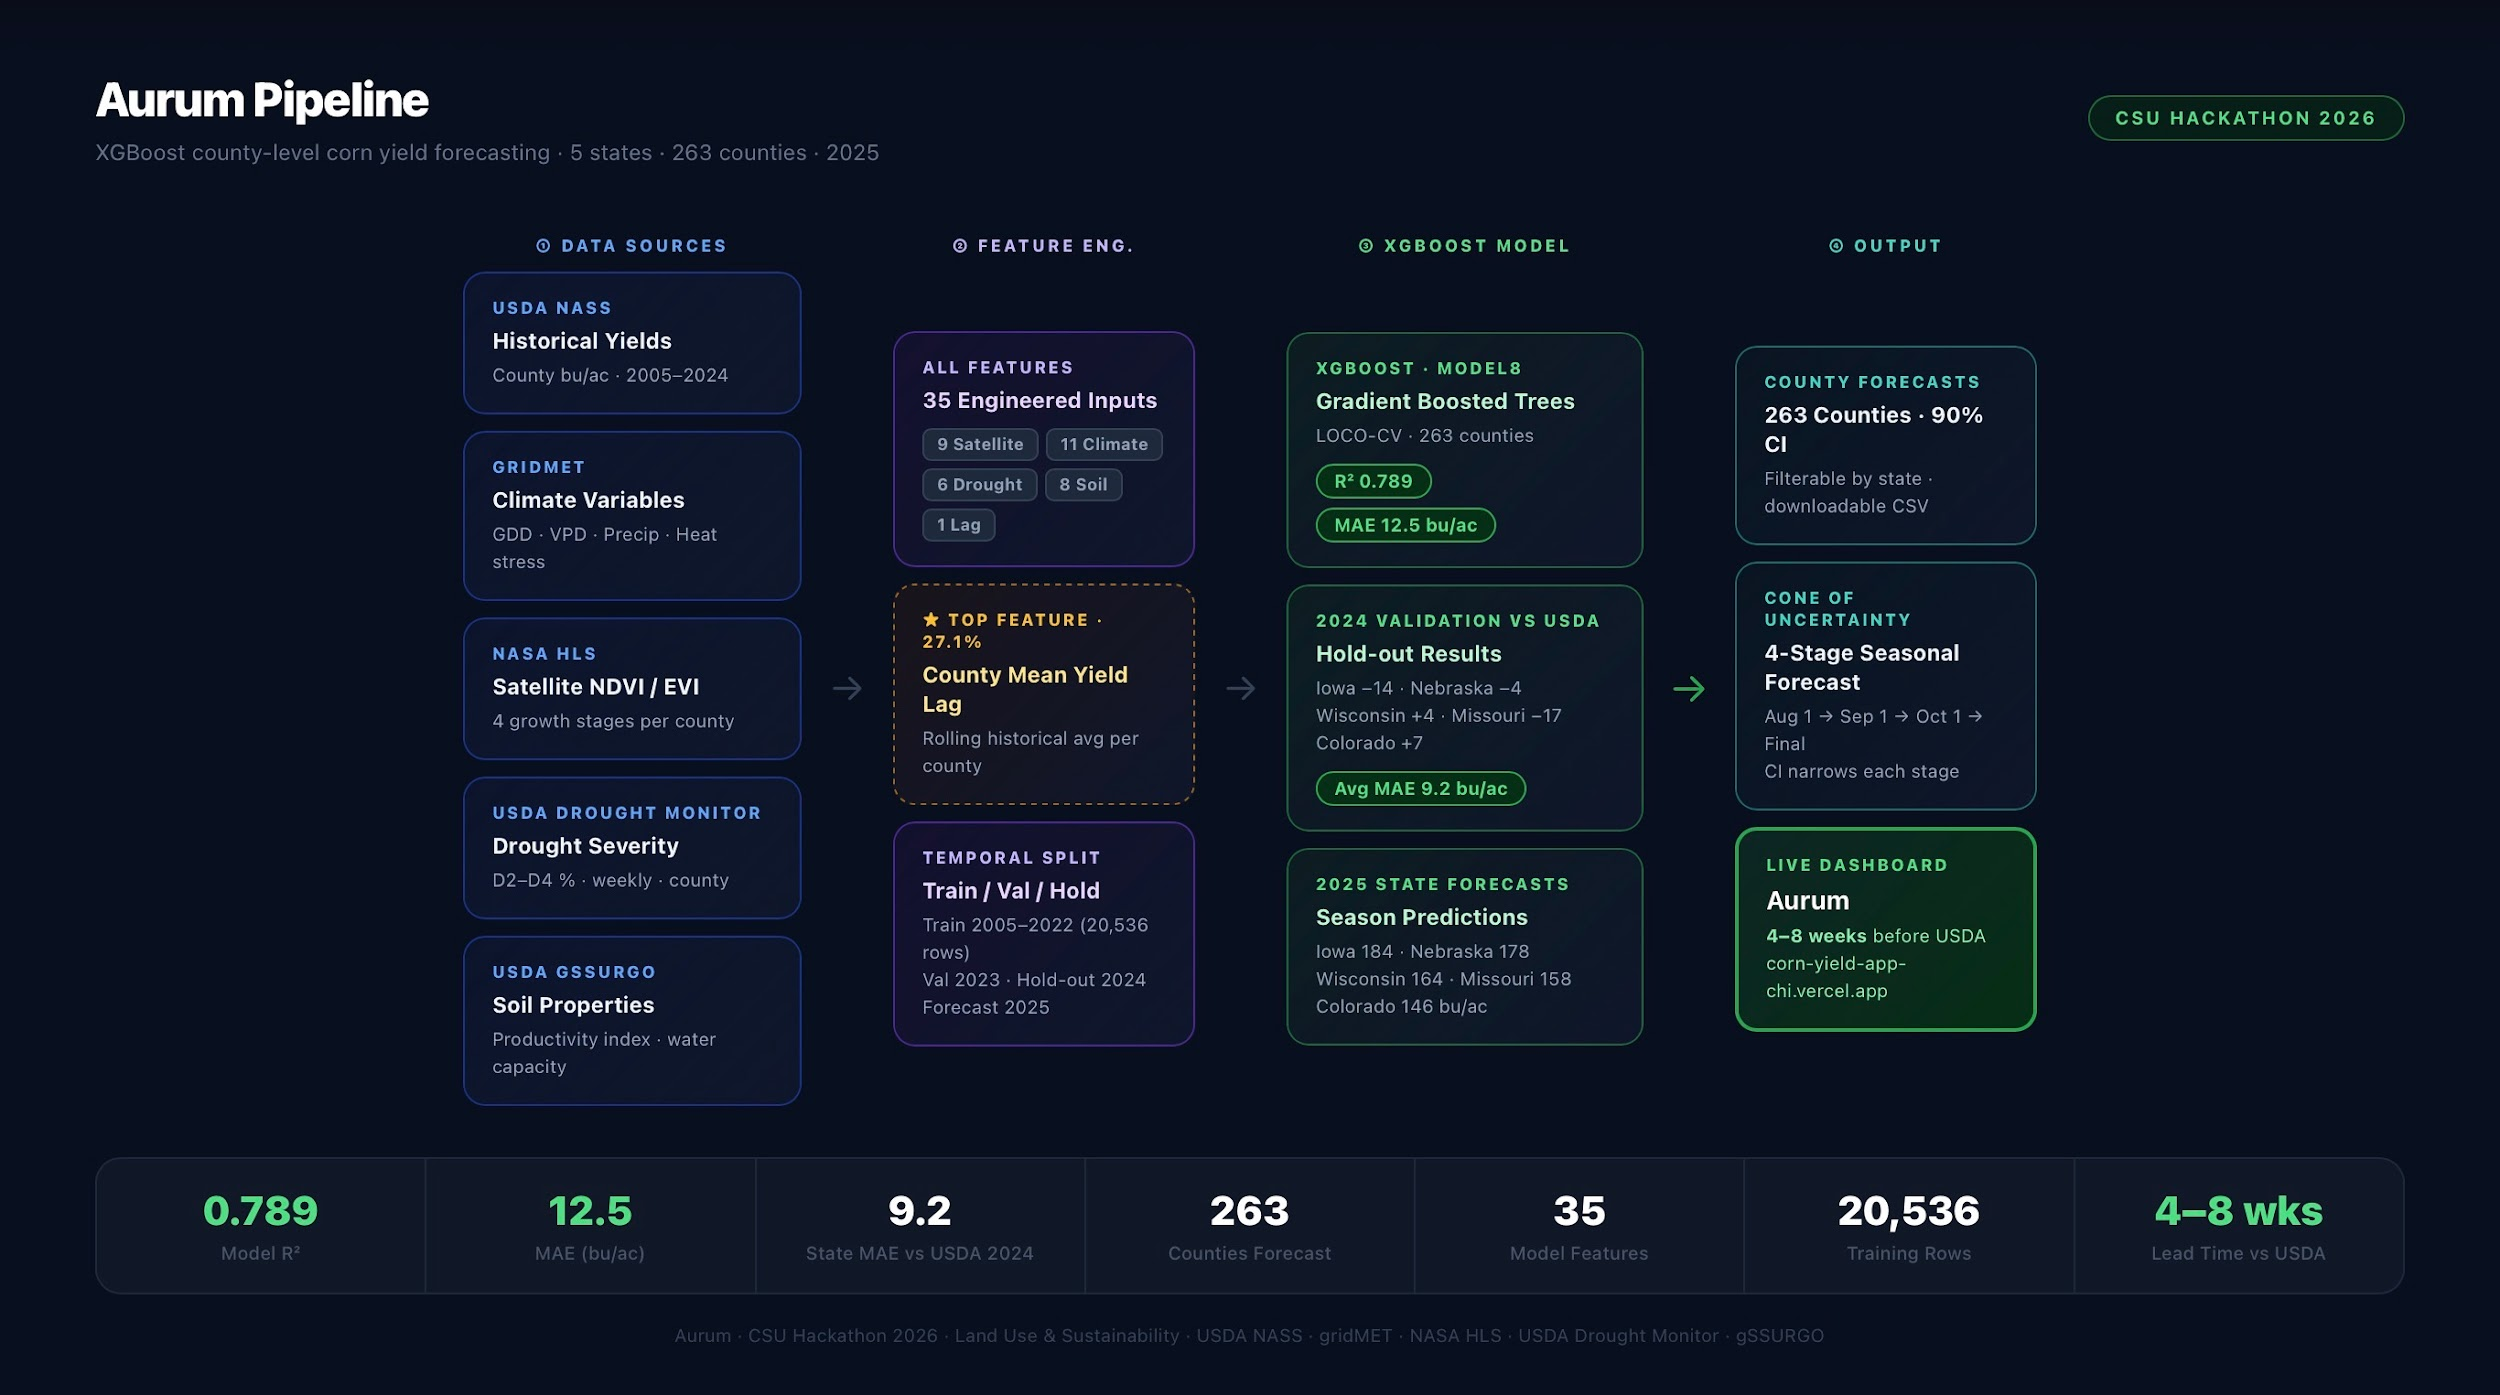 Aurum Pipeline
XGBoost county-level corn yield forecasting · 5 states · 263 counties · 2025
CSU HACKATHON 2026
① DATA SOURCES
USDA NASS
Historical Yields
County bu/ac · 2005–2024
GRIDMET
Climate Variables
GDD · VPD · Precip · Heat
stress
NASA HLS
Satellite NDVI / EVI
4 growth stages per county
USDA DROUGHT MONITOR
Drought Severity
D2–D4 % · weekly · county
USDA GSSURGO
Soil Properties
Productivity index · water
capacity
→
② FEATURE ENG.
ALL FEATURES
35 Engineered Inputs
9 Satellite 11 Climate
6 Drought 8 Soil
1 Lag
★ TOP FEATURE ·
27.1%
County Mean Yield
Lag
Rolling historical avg per
county
TEMPORAL SPLIT
Train / Val / Hold
Train 2005–2022 (20,536
rows)
Val 2023 · Hold-out 2024
Forecast 2025
→
③ XGBOOST MODEL
XGBOOST · MODEL8
Gradient Boosted Trees
LOCO-CV · 263 counties
R² 0.789
MAE 12.5 bu/ac
2024 VALIDATION VS USDA
Hold-out Results
Iowa −14 · Nebraska −4
Wisconsin +4 · Missouri −17
Colorado +7
Avg MAE 9.2 bu/ac
2025 STATE FORECASTS
Season Predictions
Iowa 184 · Nebraska 178
Wisconsin 164 · Missouri 158
Colorado 146 bu/ac
→
④ OUTPUT
COUNTY FORECASTS
263 Counties · 90%
CI
Filterable by state ·
downloadable CSV
CONE OF
UNCERTAINTY
4-Stage Seasonal
Forecast
Aug 1 → Sep 1 → Oct 1 →
Final
CI narrows each stage
LIVE DASHBOARD
Aurum
4–8 weeks before USDA
corn-yield-app-
chi.vercel.app
0.789
Model R²
12.5
MAE (bu/ac)
9.2
State MAE vs USDA 2024
263
Counties Forecast
35
Model Features
20,536
Training Rows
4–8 wks
Lead Time vs USDA
Aurum · CSU Hackathon 2026 · Land Use & Sustainability · USDA NASS · gridMET · NASA HLS · USDA Drought Monitor · gSSURGO